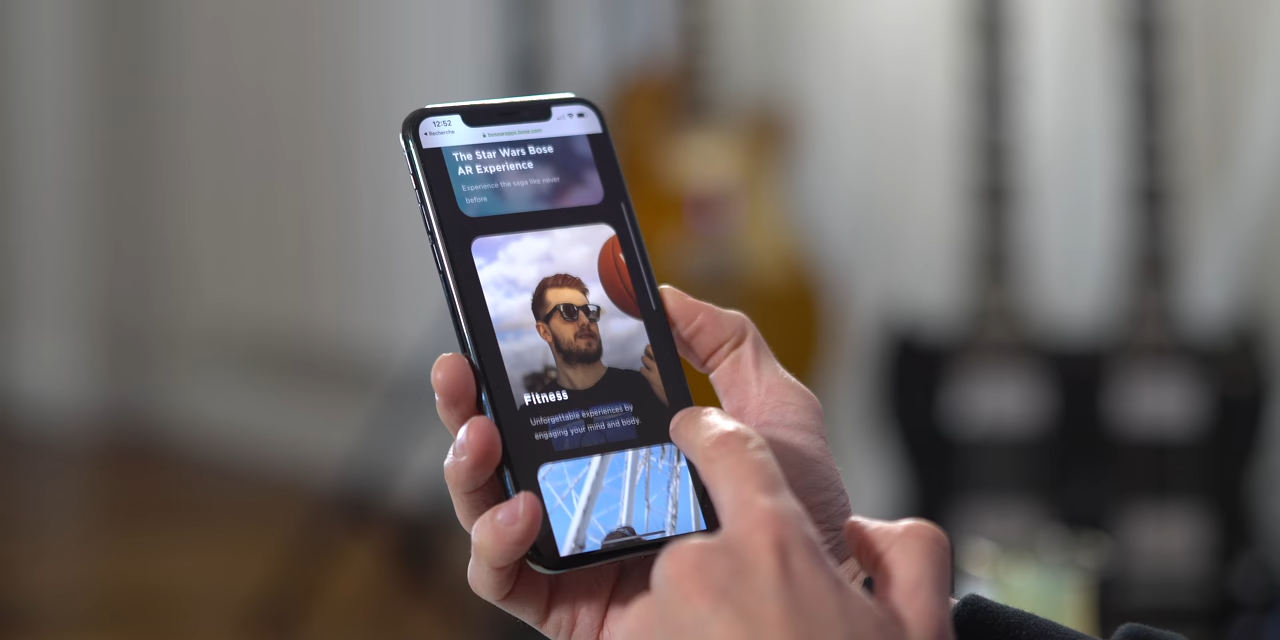 12:52
◀ Recherche
bosearapps.bose.com
The Star Wars Bose
AR Experience
Experience the saga like never
before
Fitness
Unforgettable experiences by
engaging your mind and body.